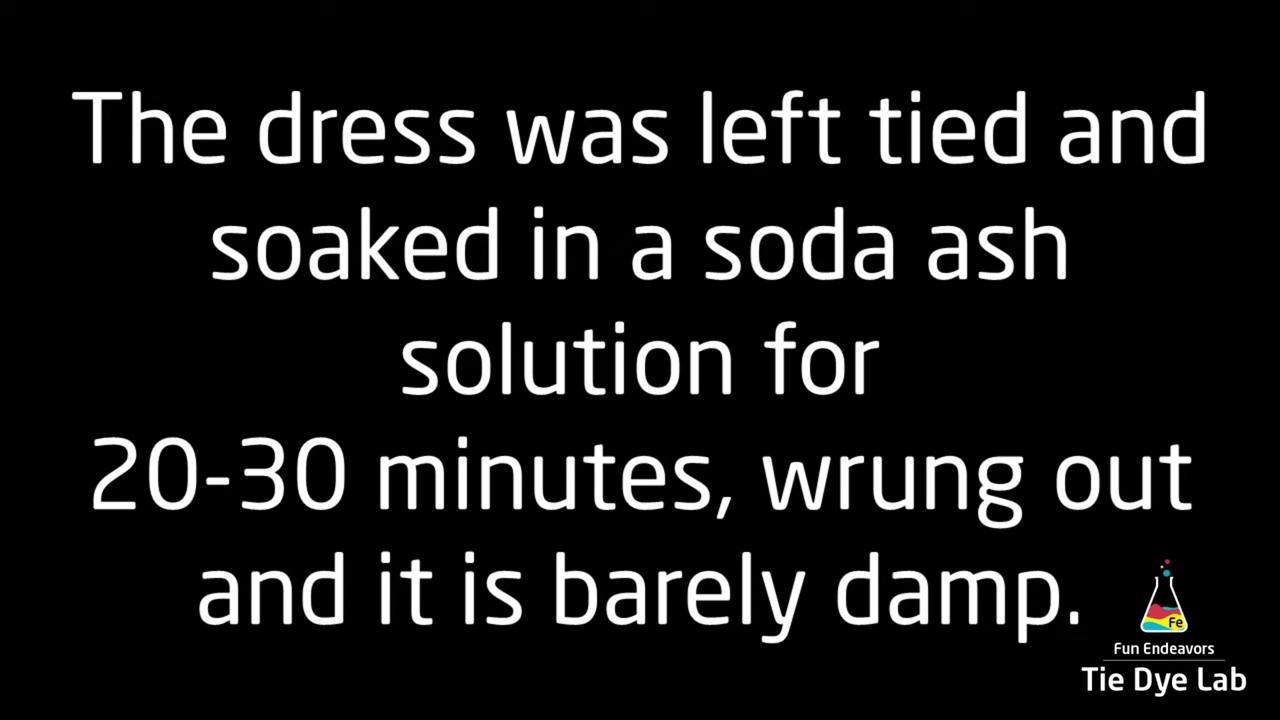 The dress was left tied and
soaked in a soda ash
solution for
20-30 minutes, wrung out
and it is barely damp.
Fe
Fun Endeavors
Tie Dye Lab